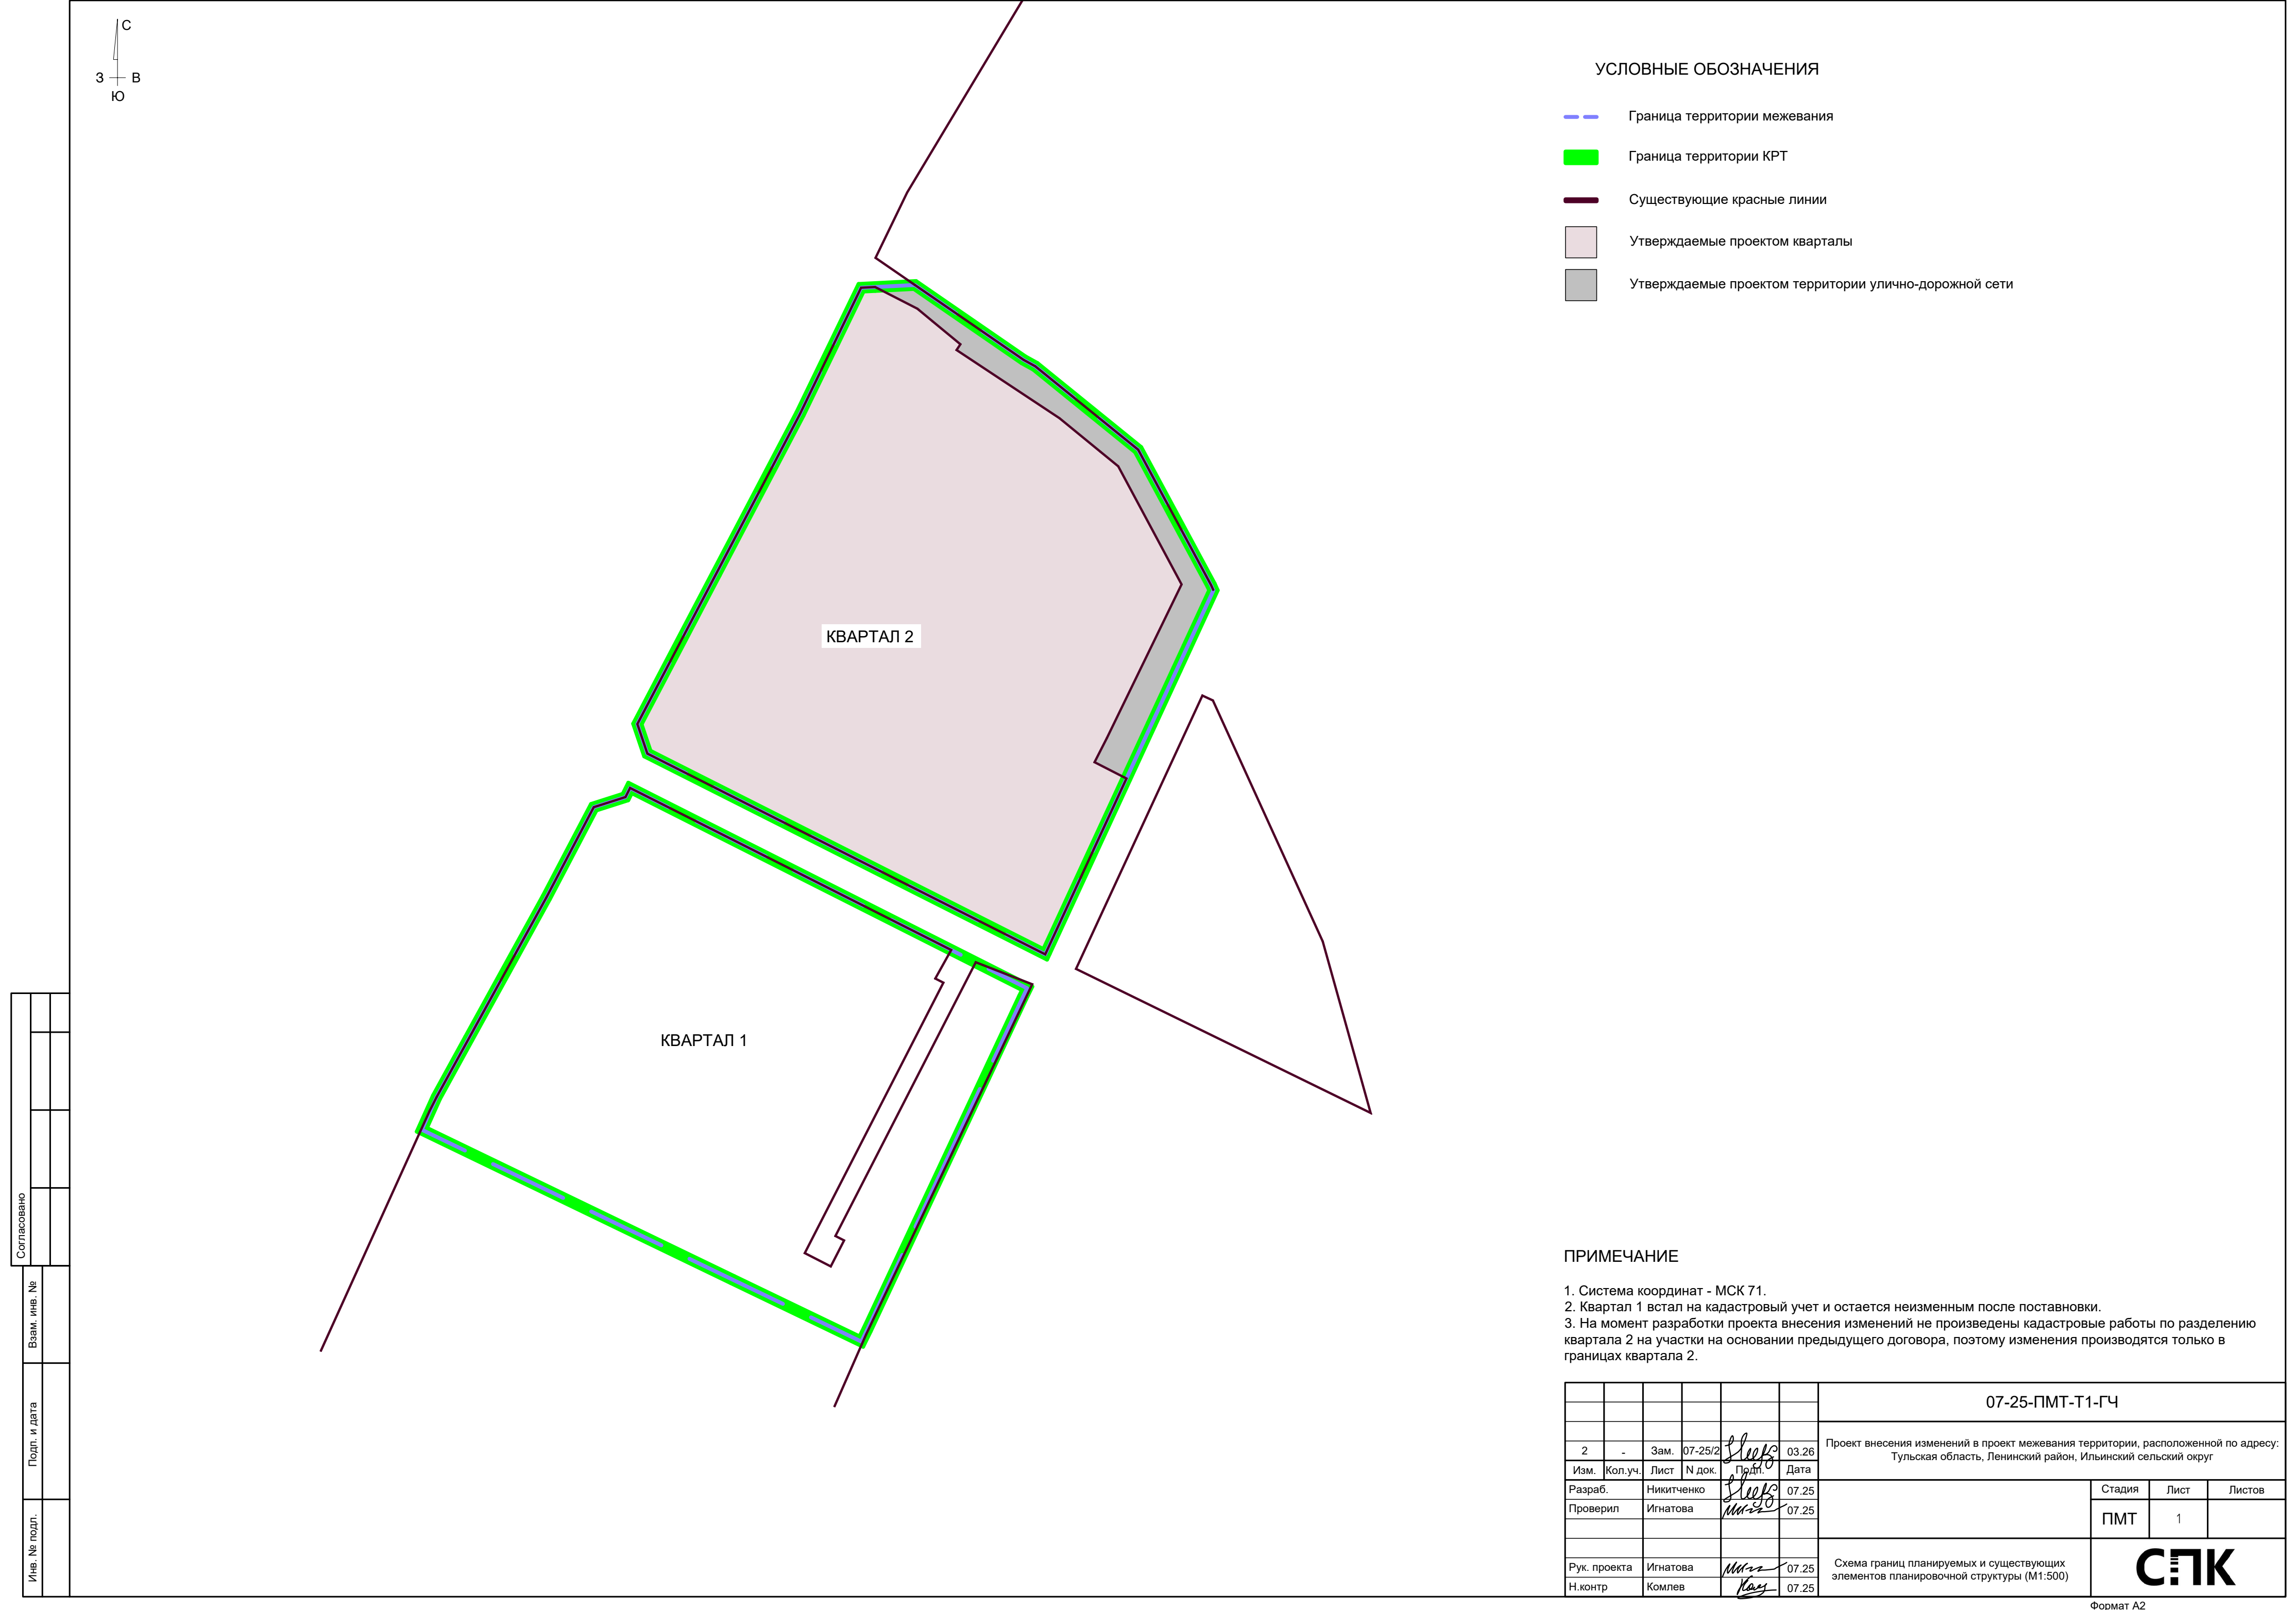 С
З В
Ю
УСЛОВНЫЕ ОБОЗНАЧЕНИЯ
Граница территории межевания
Граница территории КРТ
Существующие красные линии
Утверждаемые проектом кварталы
Утверждаемые проектом территории улично-дорожной сети
КВАРТАЛ 2
КВАРТАЛ 1
Согласовано
Взам. инв. №
Подп. и дата
Инв. № подл.
ПРИМЕЧАНИЕ
1. Система координат - МСК 71.
2. Квартал 1 встал на кадастровый учет и остается неизменным после поставновки.
3. На момент разработки проекта внесения изменений не произведены кадастровые работы по разделению
квартала 2 на участки на основании предыдущего договора, поэтому изменения производятся только в
границах квартала 2.
07-25-ПМТ-Т1-ГЧ
2 - Зам. 07-25/2 03.26
Изм. Кол.уч. Лист N док. Подп. Дата
Проект внесения изменений в проект межевания территории, расположенной по адресу:
Тульская область, Ленинский район, Ильинский сельский округ
Разраб. Никитченко 07.25
Проверил Игнатова 07.25
Рук. проекта Игнатова 07.25
Н.контр Комлев 07.25
Стадия Лист Листов
ПМТ 1
Схема границ планируемых и существующих
элементов планировочной структуры (М1:500)
СПК
Формат А2